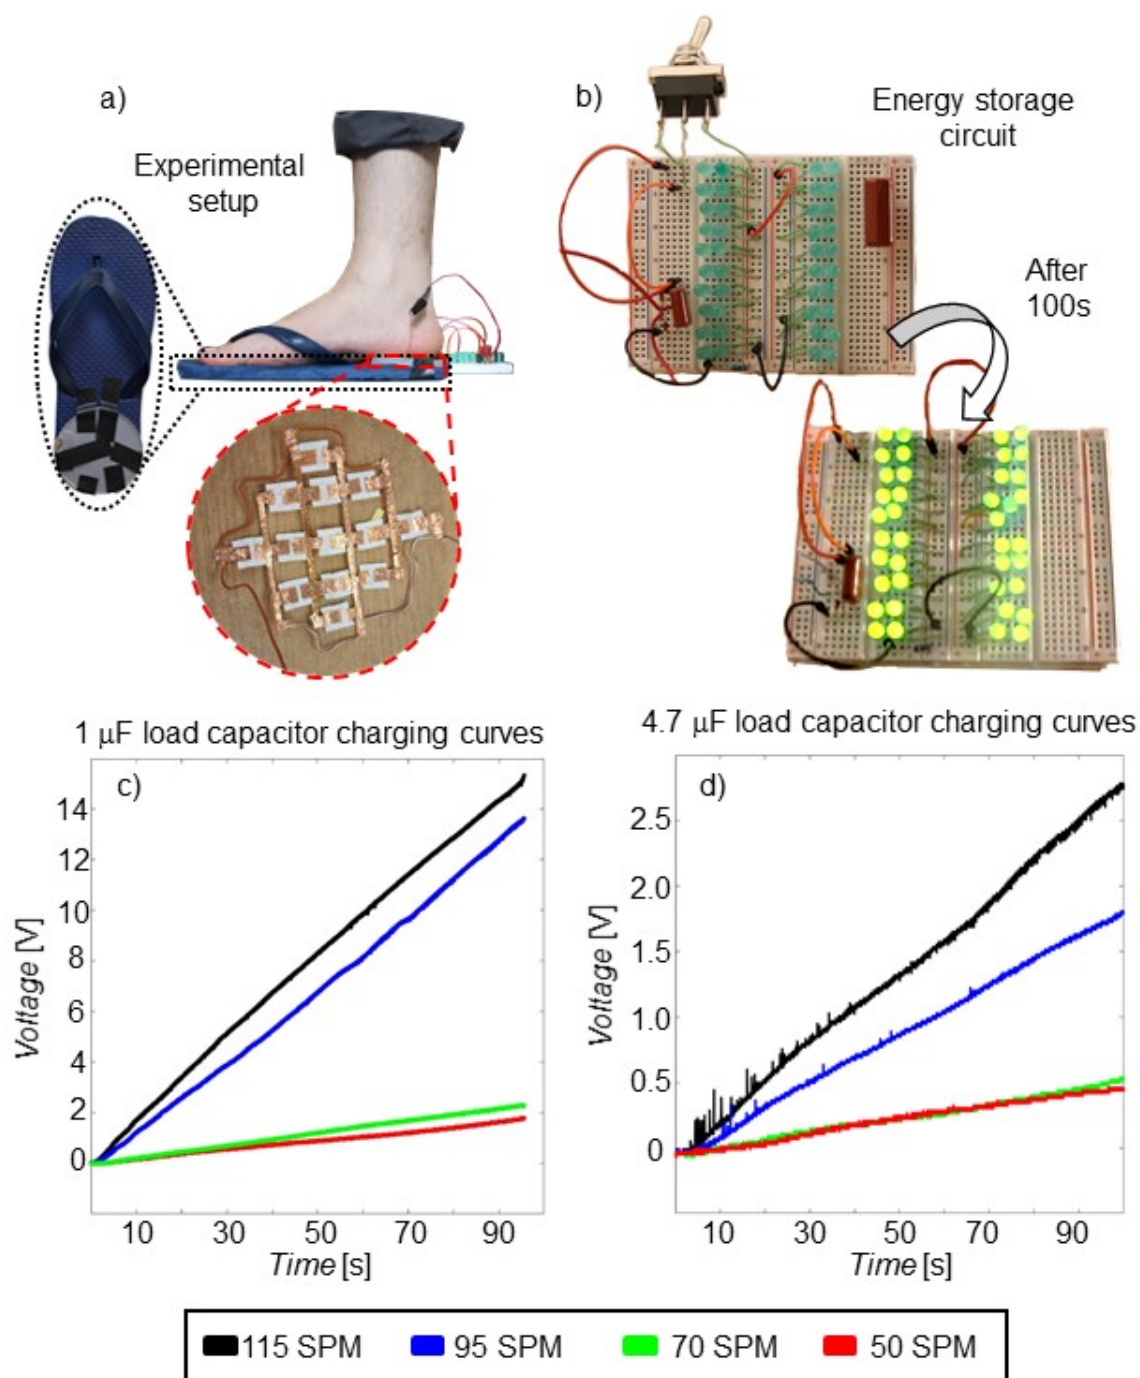 a)
Experimental
setup
b)
Energy storage
circuit
After
100s
1 μF load capacitor charging curves
c)
14
12
10
8
6
4
2
0
Voltage [V]
10 30 50 70 90
Time [s]
4.7 μF load capacitor charging curves
d)
2.5
2.0
1.5
1.0
0.5
0
Voltage [V]
10 30 50 70 90
Time [s]
115 SPM 95 SPM 70 SPM 50 SPM